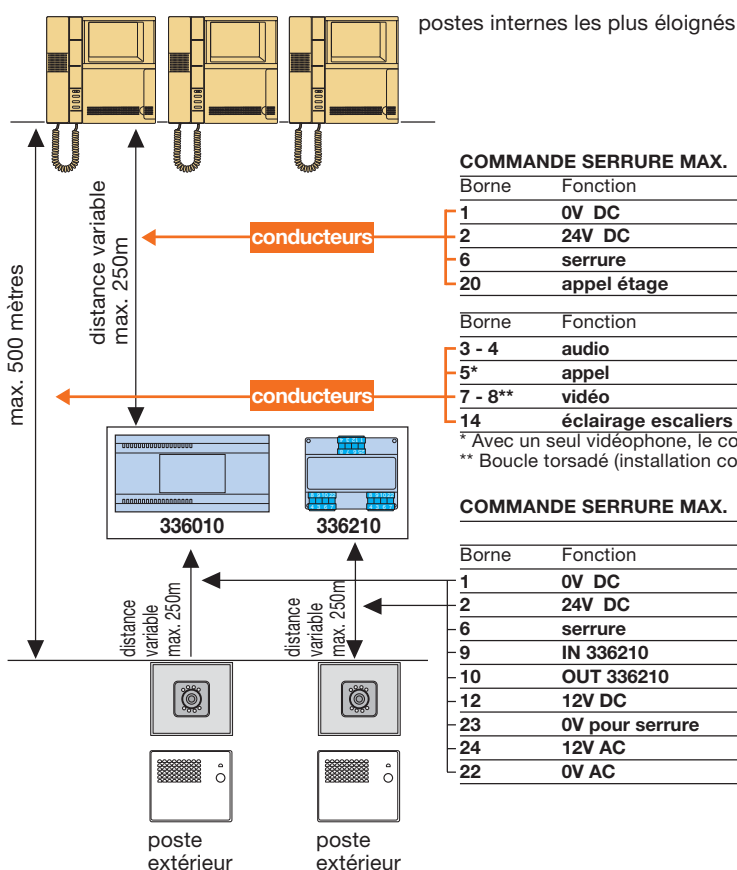 postes internes les plus éloignés
max. 500 mètres
distance variable
max. 250m
conducteurs
COMMANDE SERRURE MAX.
Borne Fonction
1 0V DC
2 24V DC
6 serrure
20 appel étage
Borne Fonction
3 - 4 audio
5* appel
7 - 8** vidéo
14 éclairage escaliers
* Avec un seul vidéophone, le co
** Boucle torsadé (installation co
conducteurs
336010
336210
COMMANDE SERRURE MAX.
Borne Fonction
1 0V DC
2 24V DC
6 serrure
9 IN 336210
10 OUT 336210
12 12V DC
23 0V pour serrure
24 12V AC
22 0V AC
distance
variable
max. 250m
distance
variable
max. 250m
poste
extérieur
poste
extérieur